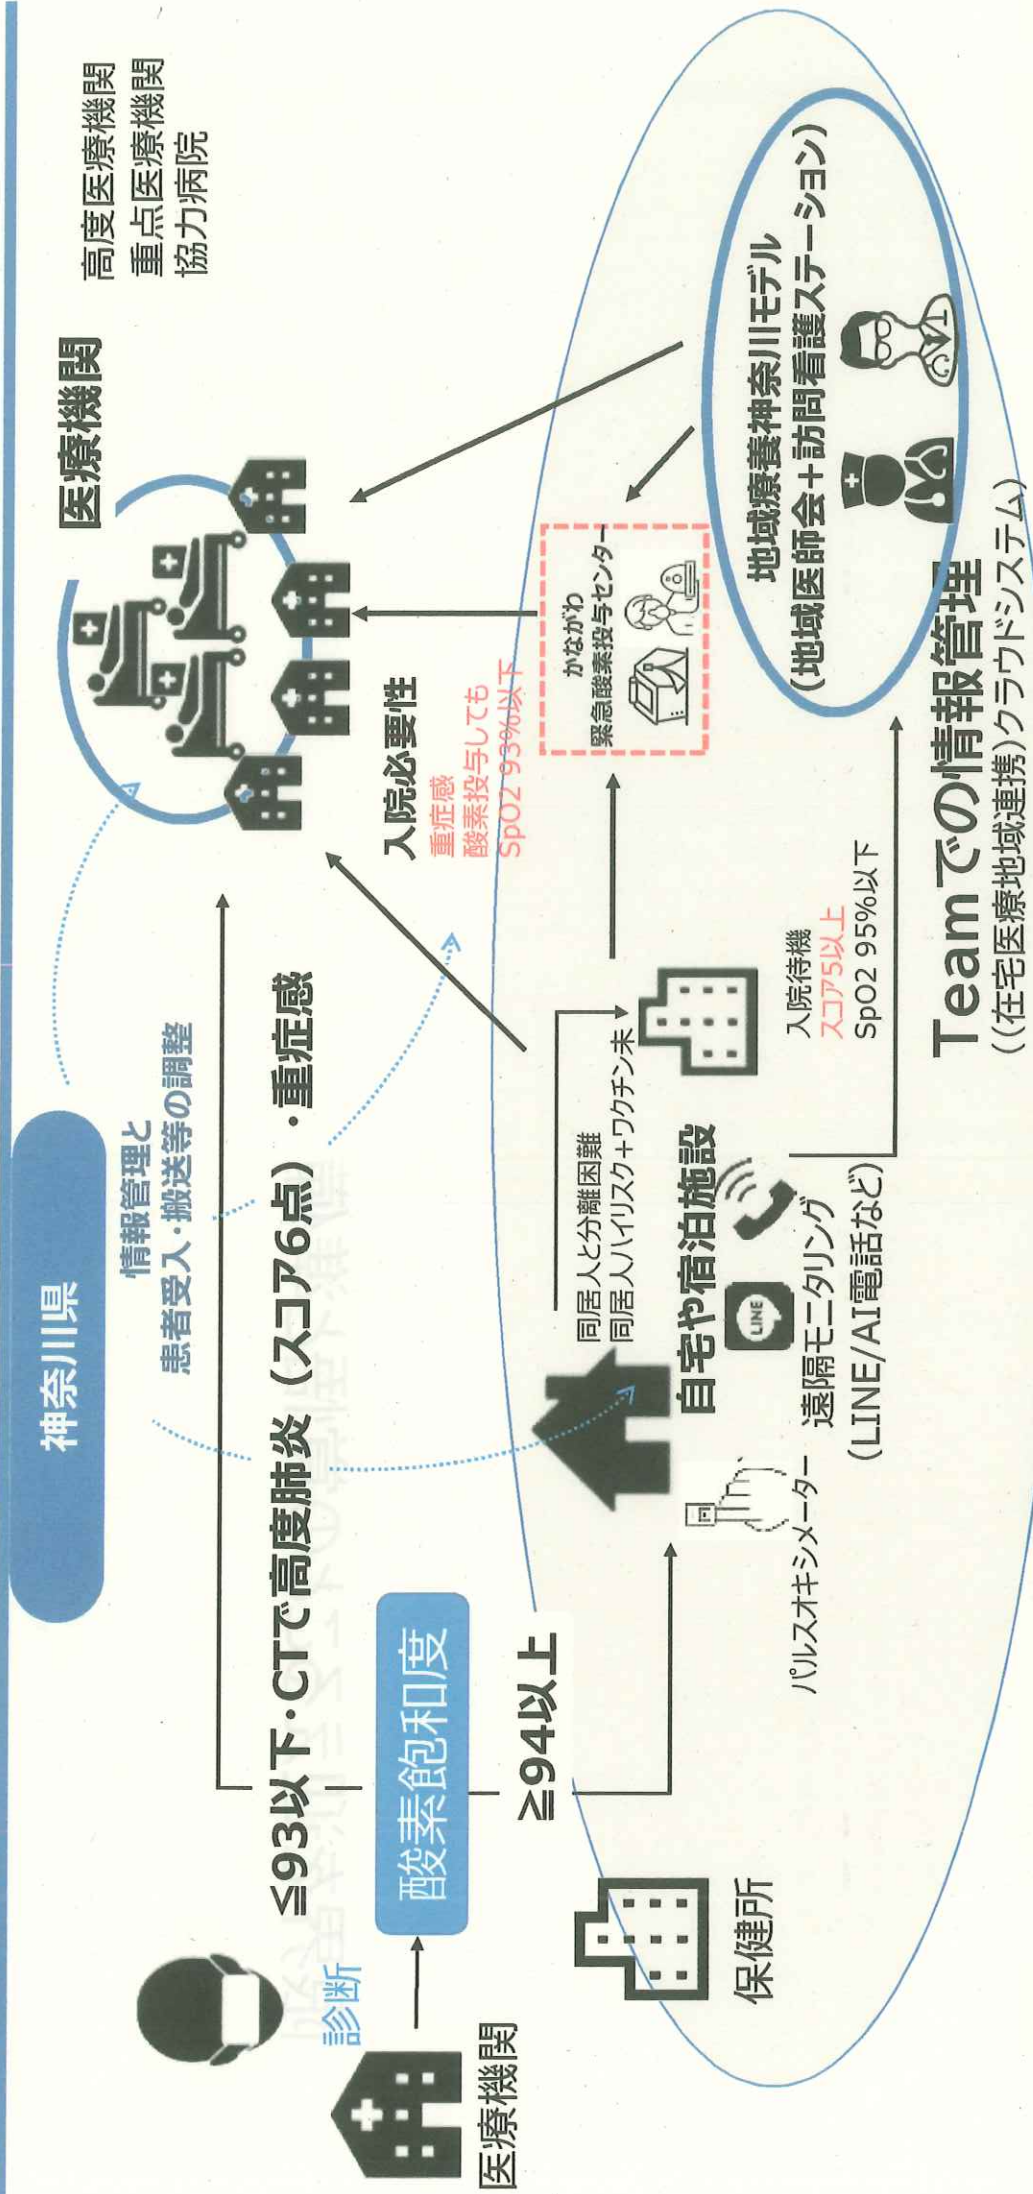 神奈川県
情報管理と
患者受入・搬送等の調整
医療機関
高度医療機関
重点医療機関
協力病院
診断
医療機関
酸素飽和度
≦93以下・CTで高度肺炎（スコア6点）・重症感
≧94以上
入院必要性
重症感
酸素投与しても
SpO2 93%以下
かながわ
緊急酸素投与センター
同居人と分離困難
同居人ハイリスク+ワクチン未
自宅や宿泊施設
LINE
遠隔モニタリング
(LINE/AI電話など)
パルスオキシメーター
保健所
入院待機
スコア5以上
SpO2 95%以下
地域療養神奈川モデル
(地域医師会+訪問看護ステーション)
Teamでの情報管理
((在宅医療地域連携)クラウドシステム)